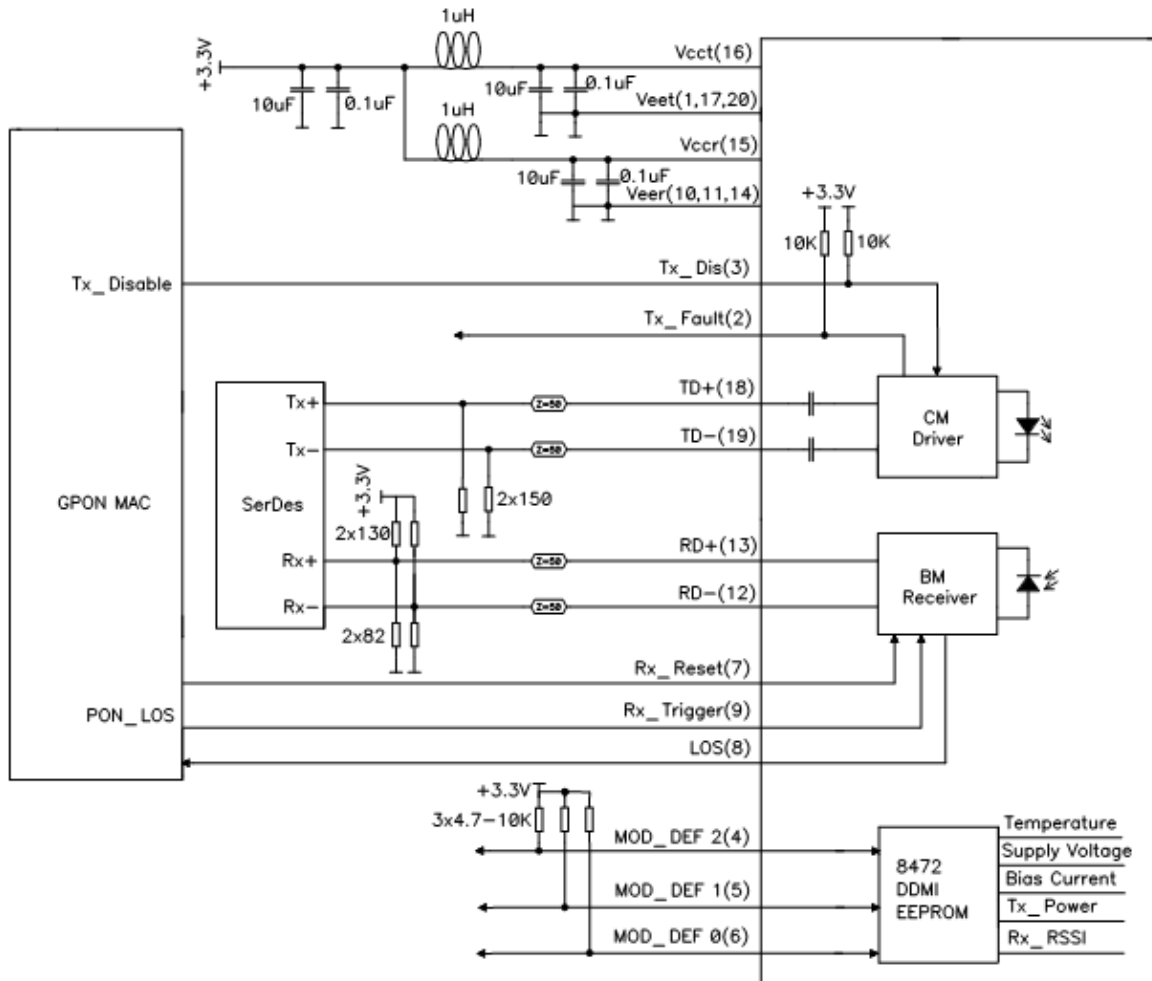 1uH
+3.3V
Vcct(16)
10uF
0.1uF
10uF
0.1uF
Veet(1,17,20)
1uH
Vccr(15)
10uF
0.1uF
Veer(10,11,14)
+3.3V
10K
10K
Tx_Disable
Tx_Dis(3)
Tx_Fault(2)
Tx+
Z=50
TD+(18)
CM
Driver
Tx-
Z=50
TD-(19)
GPON MAC
SerDes
+3.3V
2x150
2x130
Rx+
Z=50
RD+(13)
BM
Receiver
Rx-
Z=50
RD-(12)
2x82
Rx_Reset(7)
PON_LOS
Rx_Trigger(9)
LOS(8)
+3.3V
3x4.7-10K
MOD_DEF 2(4)
MOD_DEF 1(5)
MOD_DEF 0(6)
8472
DDMI
EEPROM
Temperature
Supply Voltage
Bias Current
Tx_Power
Rx_RSSI